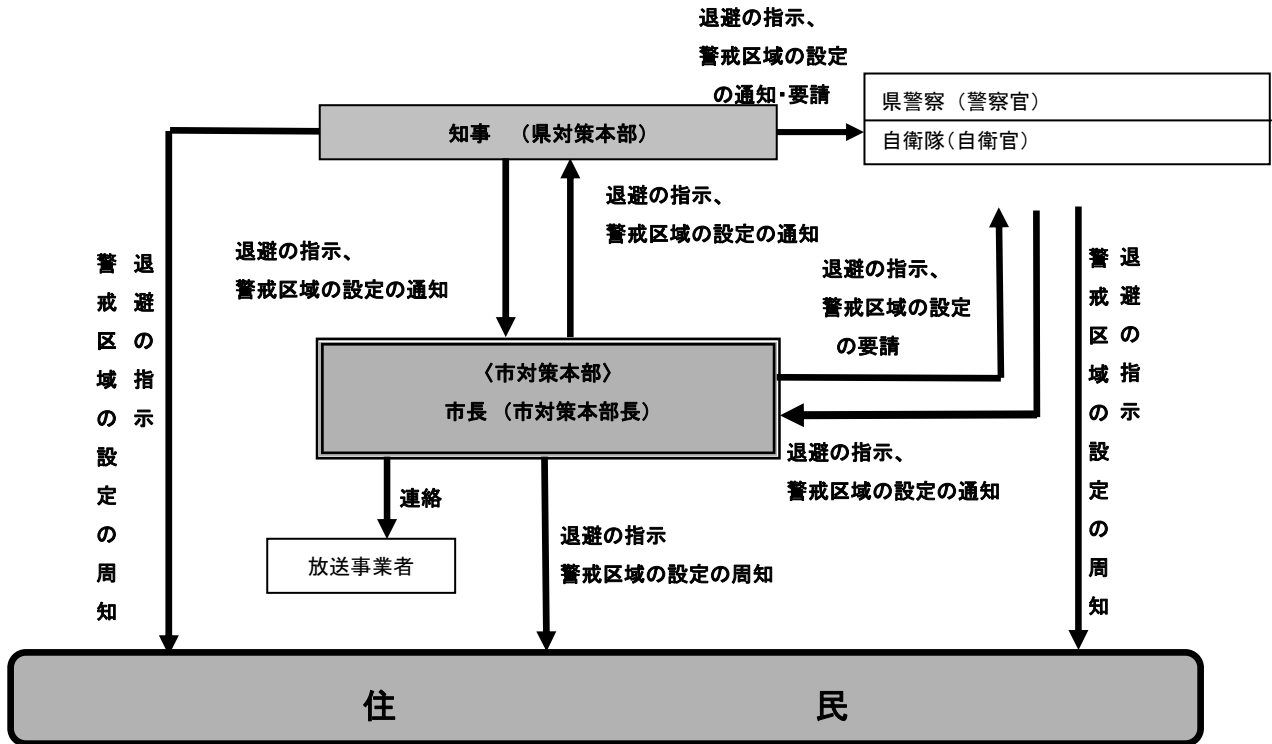 退避の指示、
警戒区域の設定
の通知・要請
県警察（警察官）
自衛隊（自衛官）
知事　（県対策本部）
退避の指示、
警戒区域の設定の通知
退避の指示、
警戒区域の設定の通知
退避の指示、
警戒区域の設定
の要請
退避の指示
警戒区域の設定の周知
退避の指示
警戒区域の設定の周知
〈市対策本部〉
市長（市対策本部長）
退避の指示、
警戒区域の設定の通知
連絡
放送事業者
退避の指示
警戒区域の設定の周知
住　民